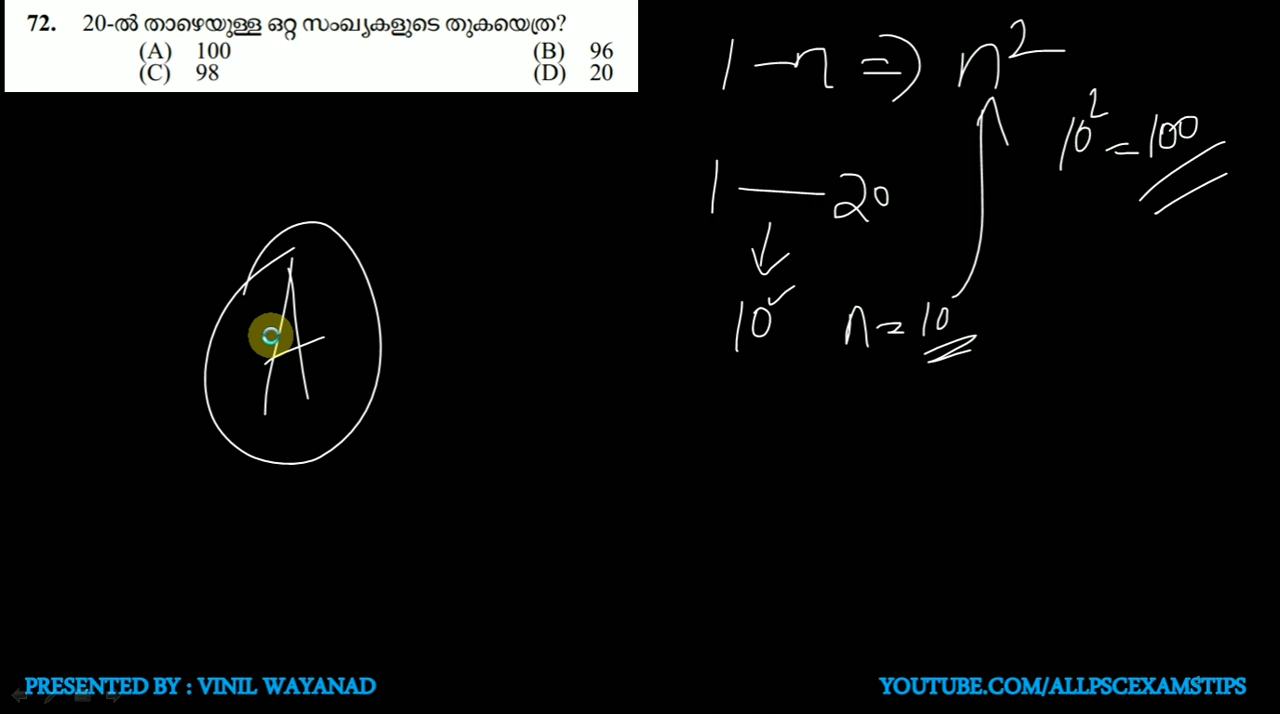 72. 20-ൽ താഴെയുള്ള ഒറ്റ സംഖ്യകളുടെ തുകയെത്ര?
(A) 100 (B) 96
(C) 98 (D) 20
1 — n ⇒ n²
10² = 100
1 — 20
↓
10 n = 10
A
PRESENTED BY : VINIL WAYANAD
YOUTUBE.COM/ALLPSCEXAMSTIPS